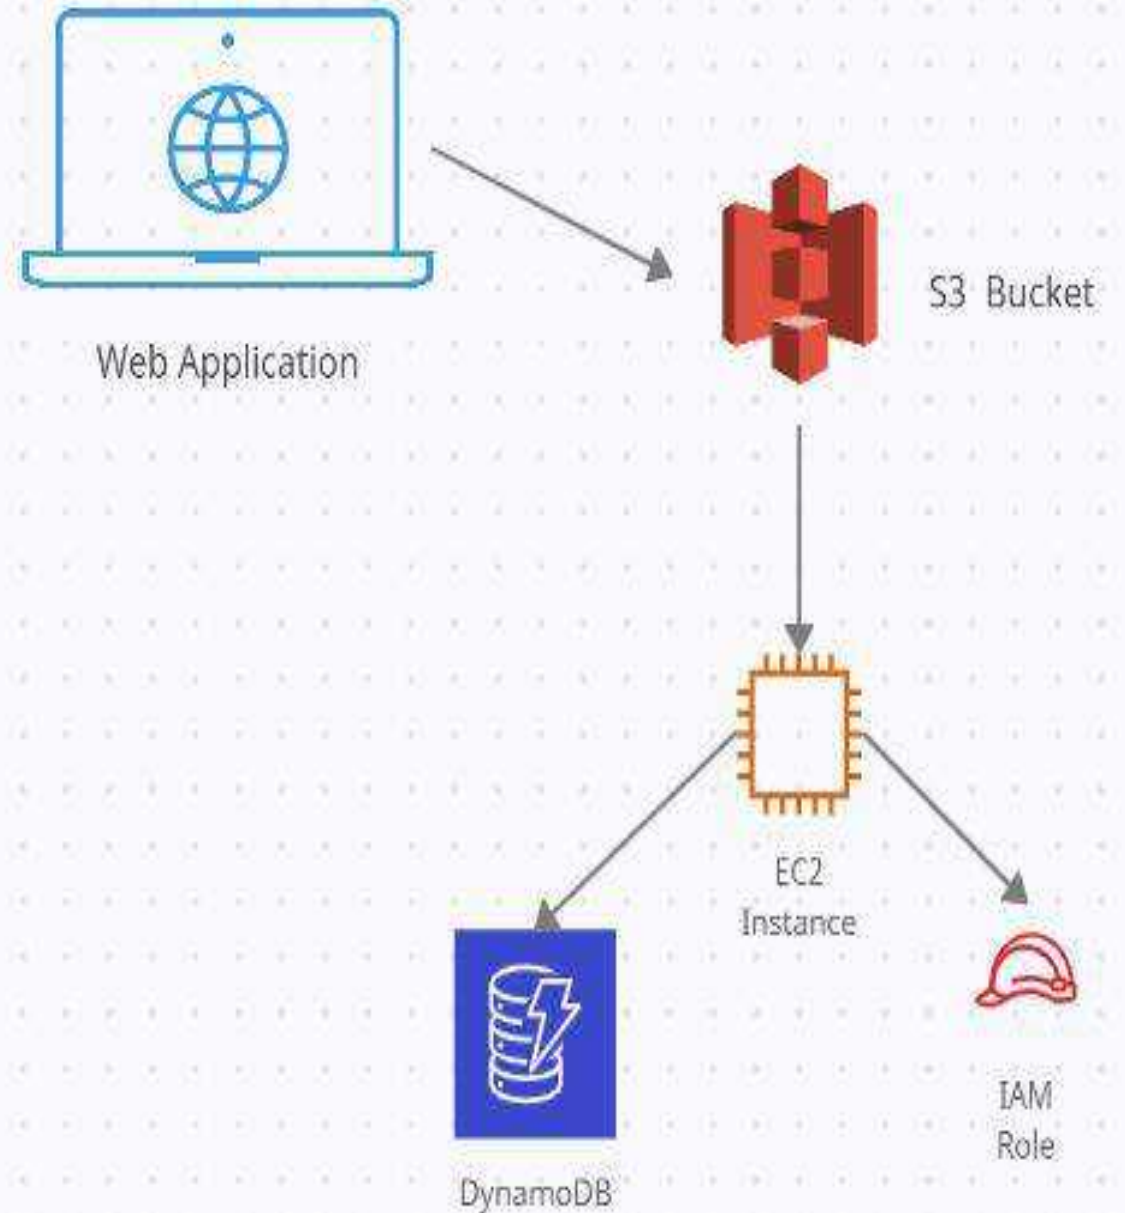 Web Application
S3 Bucket
EC2
Instance
IAM
Role
DynamoDB